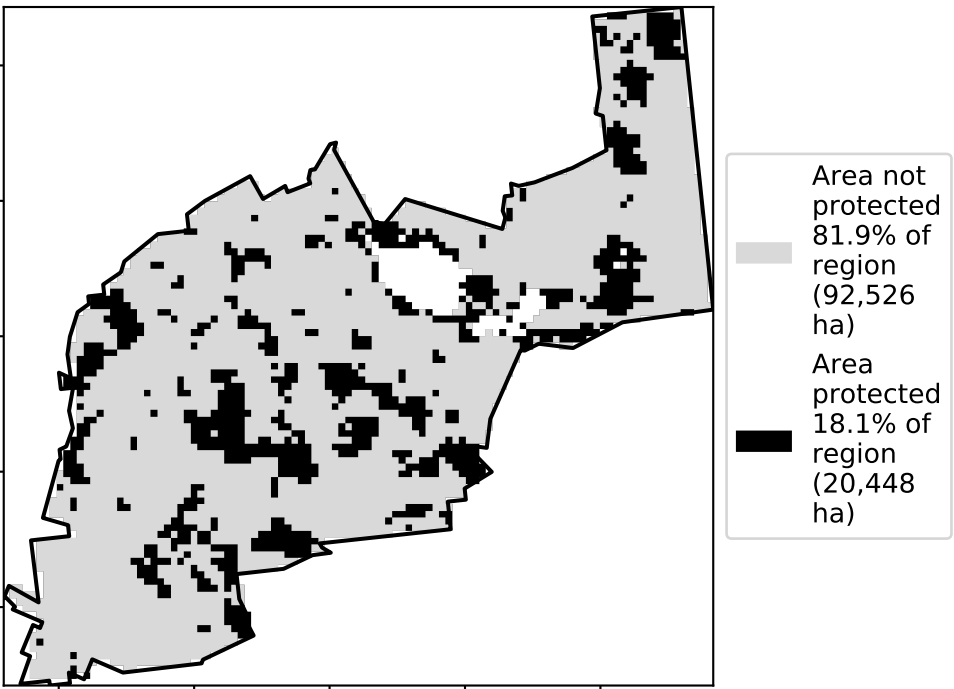 Area not
protected
81.9% of
region
(92,526
ha)
Area
protected
18.1% of
region
(20,448
ha)